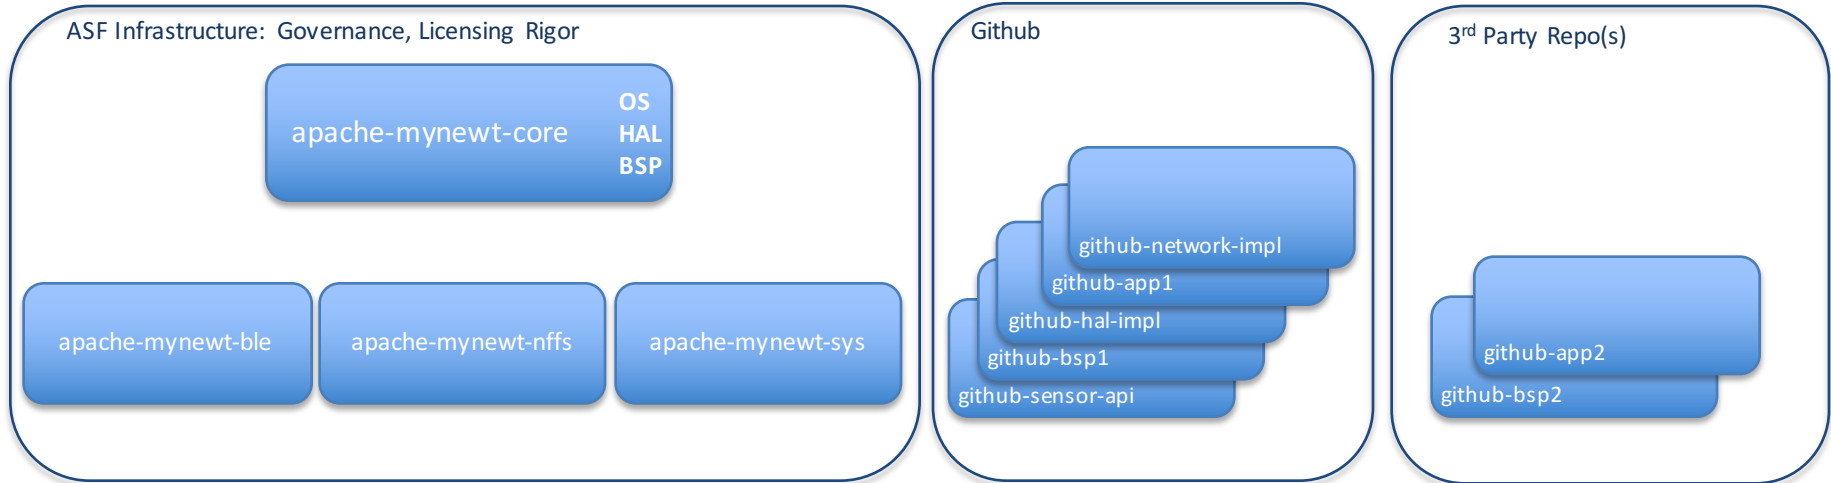 ASF Infrastructure: Governance, Licensing Rigor
apache-mynewt-core
OS
HAL
BSP
apache-mynewt-ble
apache-mynewt-nffs
apache-mynewt-sys
Github
github-network-impl
github-app1
github-hal-impl
github-bsp1
github-sensor-api
3rd Party Repo(s)
github-app2
github-bsp2